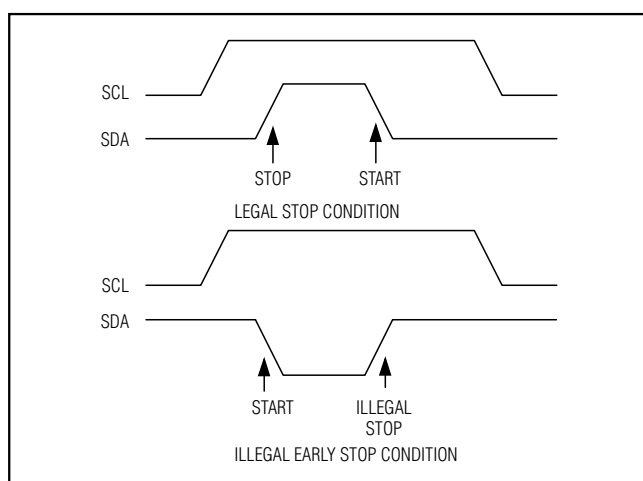 SCL
SDA
STOP START
LEGAL STOP CONDITION
SCL
SDA
START ILLEGAL
STOP
ILLEGAL EARLY STOP CONDITION